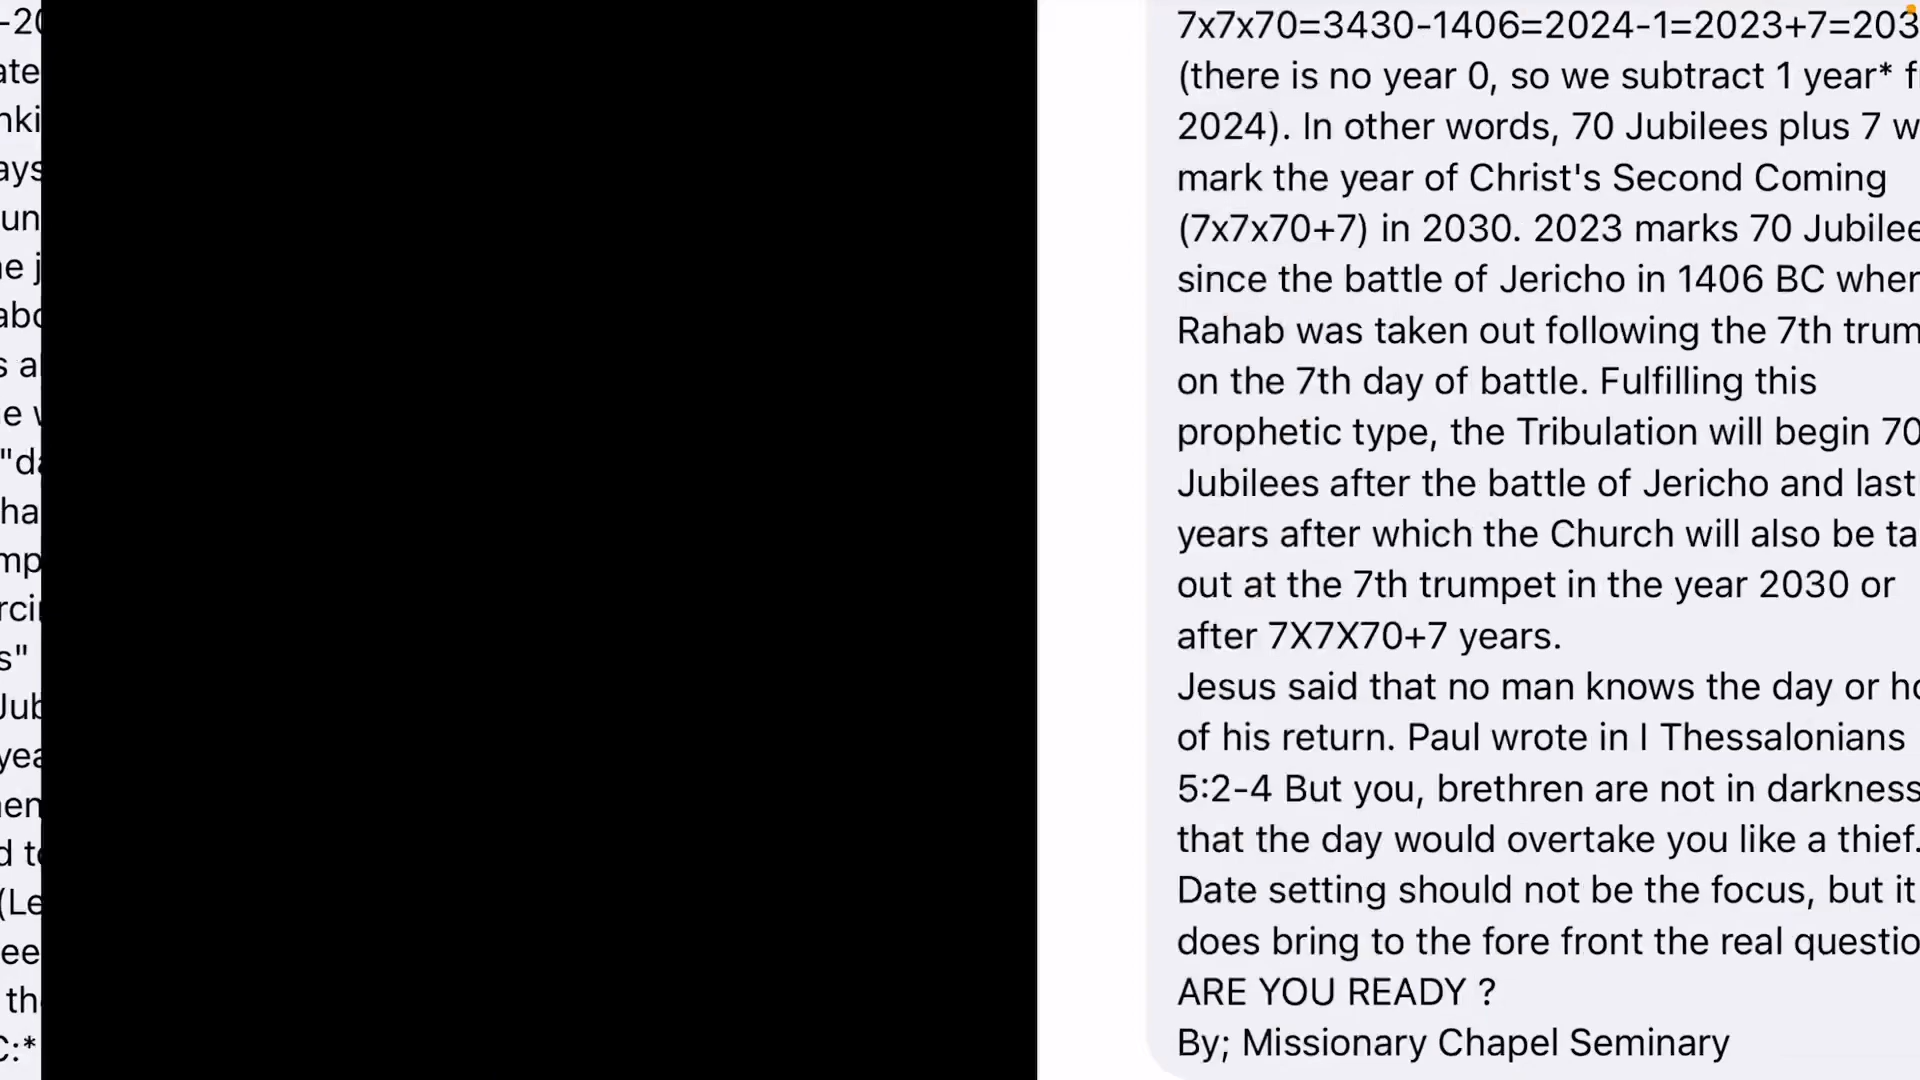 7x7x70=3430-1406=2024-1=2023+7=203
(there is no year 0, so we subtract 1 year*
2024). In other words, 70 Jubilees plus 7
mark the year of Christ's Second Coming
(7x7x70+7) in 2030. 2023 marks 70 Jubilee
since the battle of Jericho in 1406 BC
Rahab was taken out following the 7th
on the 7th day of battle. Fulfilling this
prophetic type, the Tribulation will begin 70
Jubilees after the battle of Jericho and last
years after which the Church will also be
out at the 7th trumpet in the year 2030 or
after 7X7X70+7 years.
Jesus said that no man knows the day or
of his return. Paul wrote in I Thessalonians
5:2-4 But you, brethren are not in darkness
that the day would overtake you like a thief.
Date setting should not be the focus, but it
does bring to the fore front the real
ARE YOU READY ?
By; Missionary Chapel Seminary